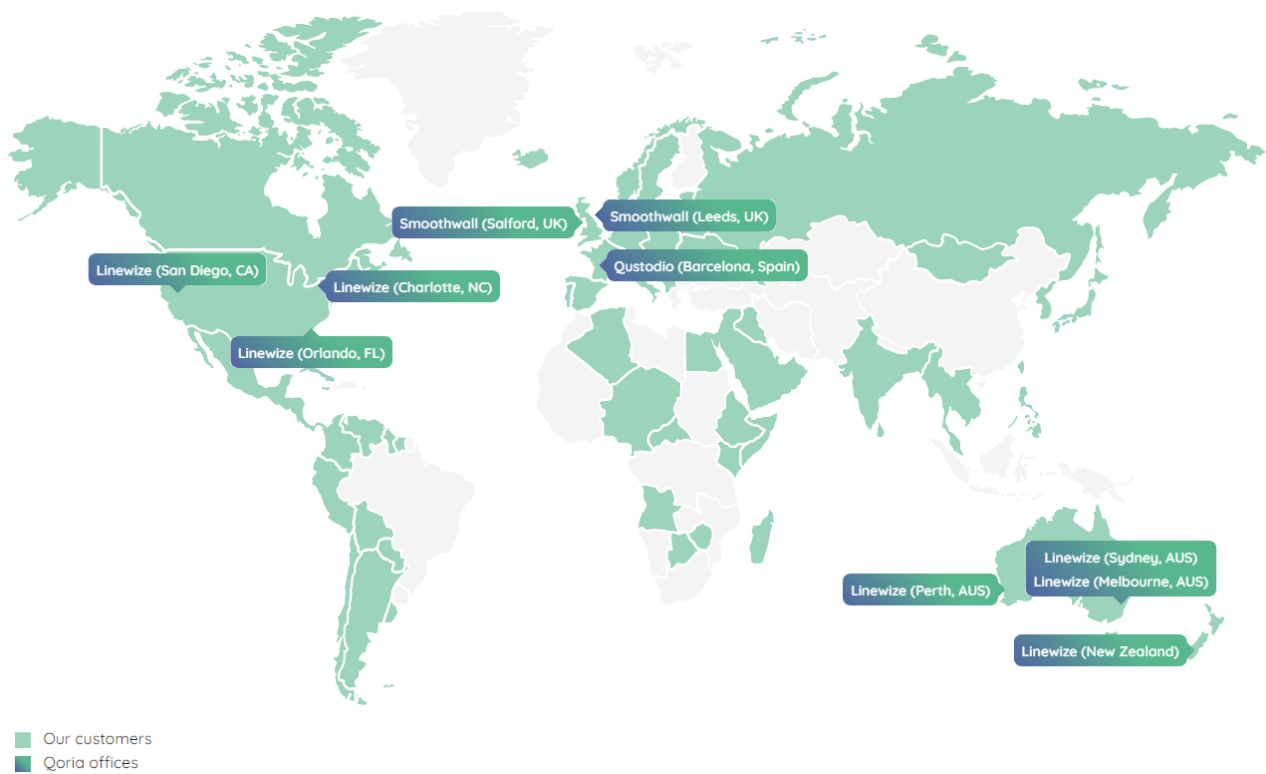 Smoothwall (Salford, UK)
Smoothwall (Leeds, UK)
Linewize (San Diego, CA)
Qustodio (Barcelona, Spain)
Linewize (Charlotte, NC)
Linewize (Orlando, FL)
Linewize (Sydney, AUS)
Linewize (Melbourne, AUS)
Linewize (Perth, AUS)
Linewize (New Zealand)
Our customers
Qoria offices